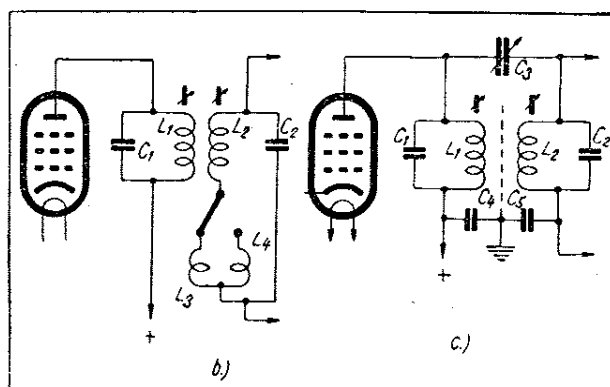 C₁
L₁
L₂
C₂
L₄
L₃
+
b.)
C₃
C₁
L₁
L₂
C₂
C₄
C₅
+
c.)